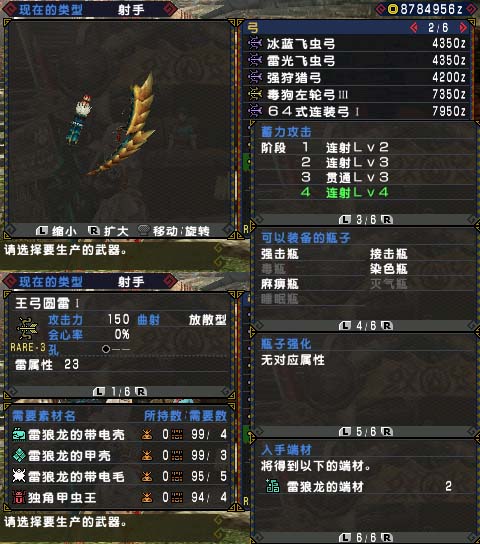 现在的类型 射手
8784956z
弓
2/6
冰蓝飞虫弓 4350z
雷光飞虫弓 4350z
强狩猎弓 4200z
毒狗左轮弓III 7350z
64式连装弓I 7950z
缩小 扩大 移动/旋转
请选择要生产的武器。
蓄力攻击
阶段 1 连射Lv2
2 连射Lv3
3 贯通Lv3
4 连射Lv4
L 3/6 R
可以装备的瓶子
强击瓶 接击瓶
毒瓶 染色瓶
麻痹瓶 灭气瓶
睡眠瓶
L 4/6 R
现在的类型 射手
王弓圆雷I
攻击力 150 曲射 放散型
会心率 0%
RARE-3 孔 ●——
雷属性 23
L 1/6 R
需要素材名 所持数/需要数
雷狼龙的带电壳 0 99/ 4
雷狼龙的甲壳 0 99/ 3
雷狼龙的带电毛 0 95/ 5
独角甲虫王 0 94/ 4
请选择要生产的武器。
瓶子强化
无对应属性
L 5/6 R
入手端材
将得到以下的端材。
雷狼龙的端材 2
L 6/6 R